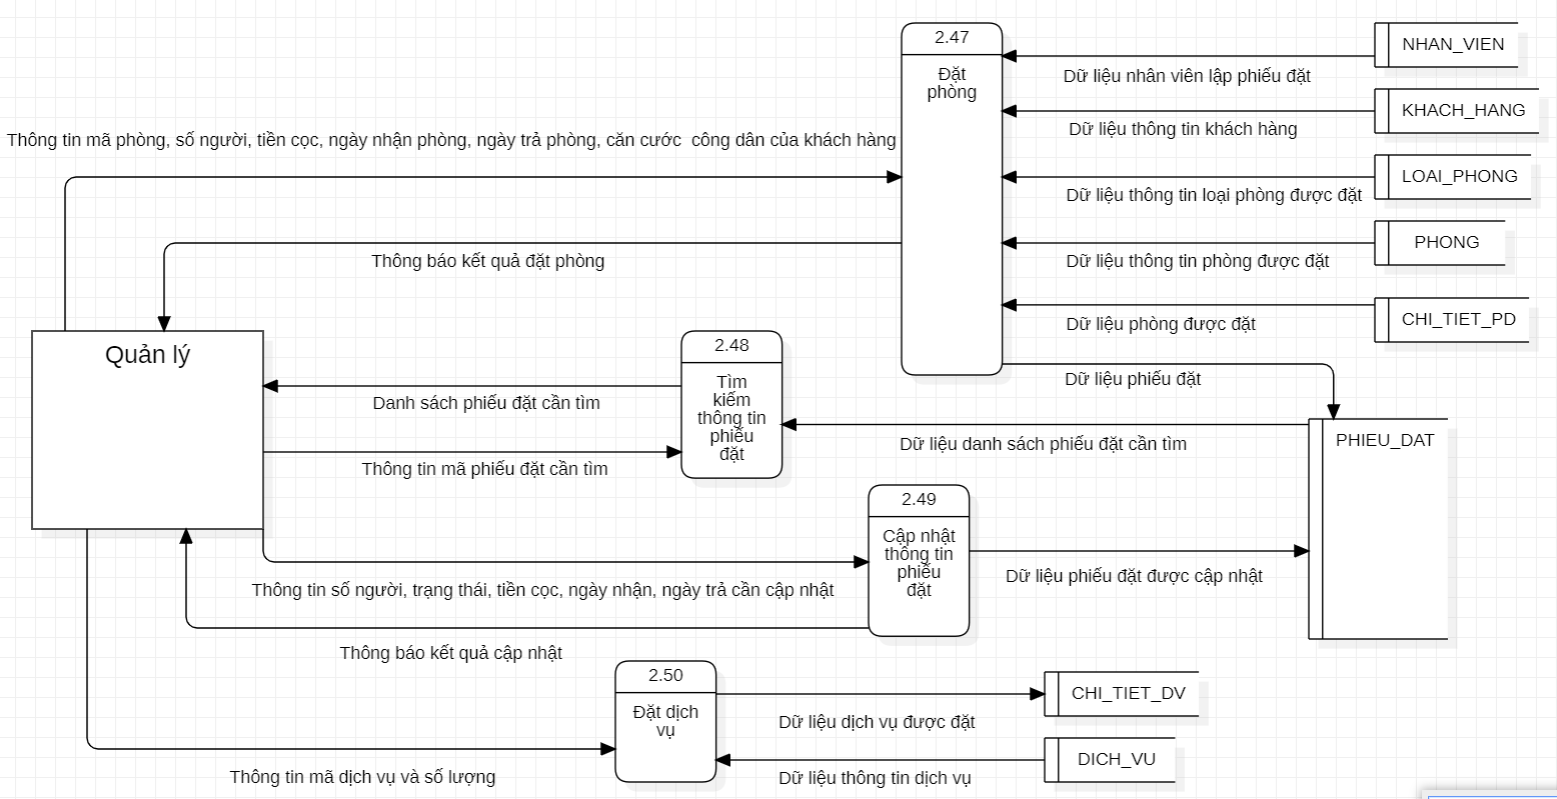 2.47
Đặt
phòng
NHAN_VIEN
Dữ liệu nhân viên lập phiếu đặt
KHACH_HANG
Dữ liệu thông tin khách hàng
Thông tin mã phòng, số người, tiền cọc, ngày nhận phòng, ngày trả phòng, căn cước công dân của khách hàng
LOAI_PHONG
Dữ liệu thông tin loại phòng được đặt
PHONG
Dữ liệu thông tin phòng được đặt
Thông báo kết quả đặt phòng
CHI_TIET_PD
Dữ liệu phòng được đặt
Quản lý
2.48
Tìm
kiếm
thông tin
phiếu
đặt
Dữ liệu phiếu đặt
Danh sách phiếu đặt cần tìm
PHIEU_DAT
Dữ liệu danh sách phiếu đặt cần tìm
Thông tin mã phiếu đặt cần tìm
2.49
Cập nhật
thông tin
phiếu
đặt
Dữ liệu phiếu đặt được cập nhật
Thông tin số người, trạng thái, tiền cọc, ngày nhận, ngày trả cần cập nhật
Thông báo kết quả cập nhật
2.50
Đặt dịch
vụ
CHI_TIET_DV
Dữ liệu dịch vụ được đặt
DICH_VU
Dữ liệu thông tin dịch vụ
Thông tin mã dịch vụ và số lượng